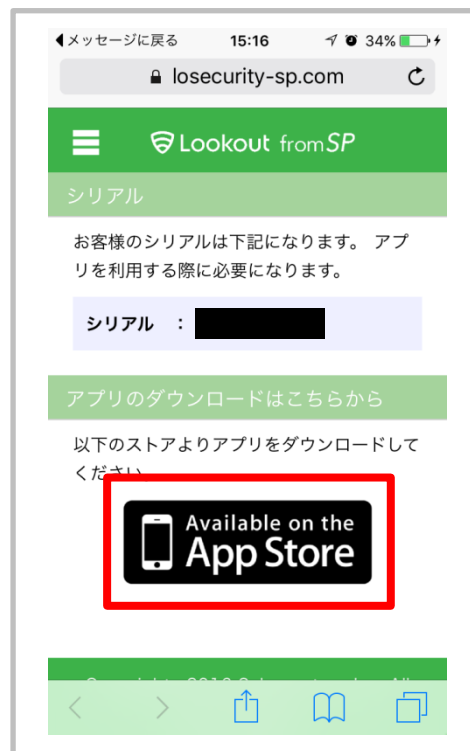 メッセージに戻る 15:16 34%
losecurity-sp.com
Lookout from SP
シリアル
お客様のシリアルは下記になります。 アプ
リを利用する際に必要になります。
シリアル :
アプリのダウンロードはこちらから
以下のストアよりアプリをダウンロードして
ください
Available on the
App Store